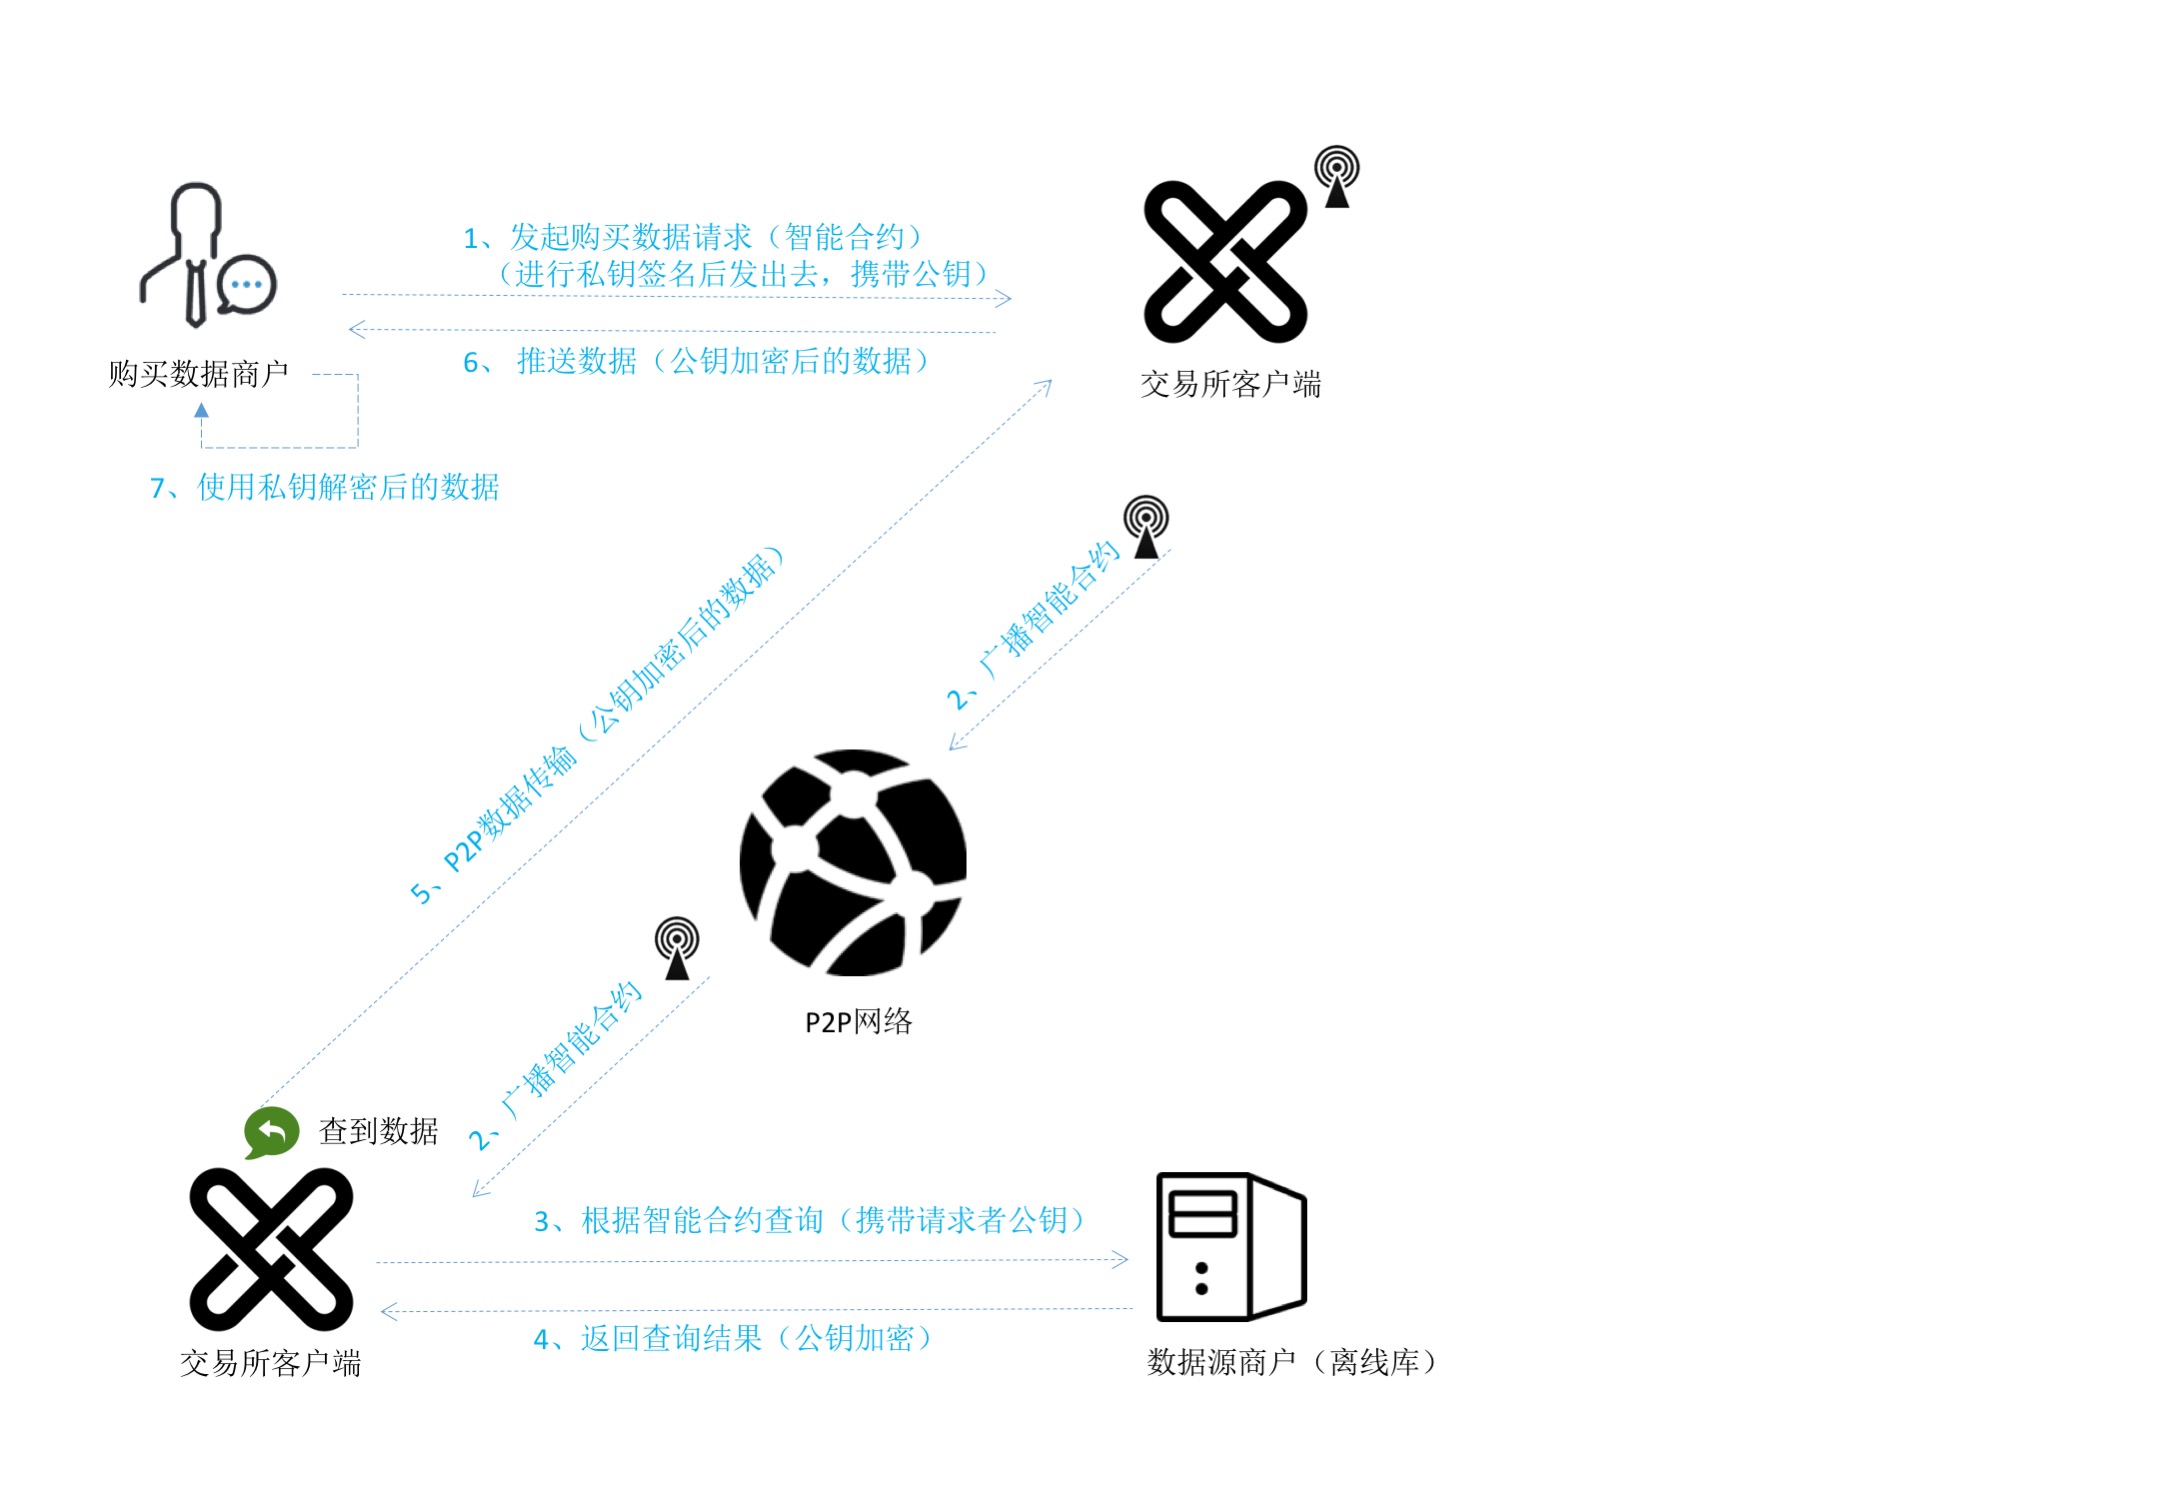 1、发起购买数据请求（智能合约）
（进行私钥签名后发出去，携带公钥）
6、 推送数据（公钥加密后的数据）
购买数据商户
交易所客户端
7、使用私钥解密后的数据
2、广播智能合约
5、P2P数据传输（公钥加密后的数据）
P2P网络
2、广播智能合约
查到数据
3、根据智能合约查询（携带请求者公钥）
4、返回查询结果（公钥加密）
交易所客户端
数据源商户（离线库）